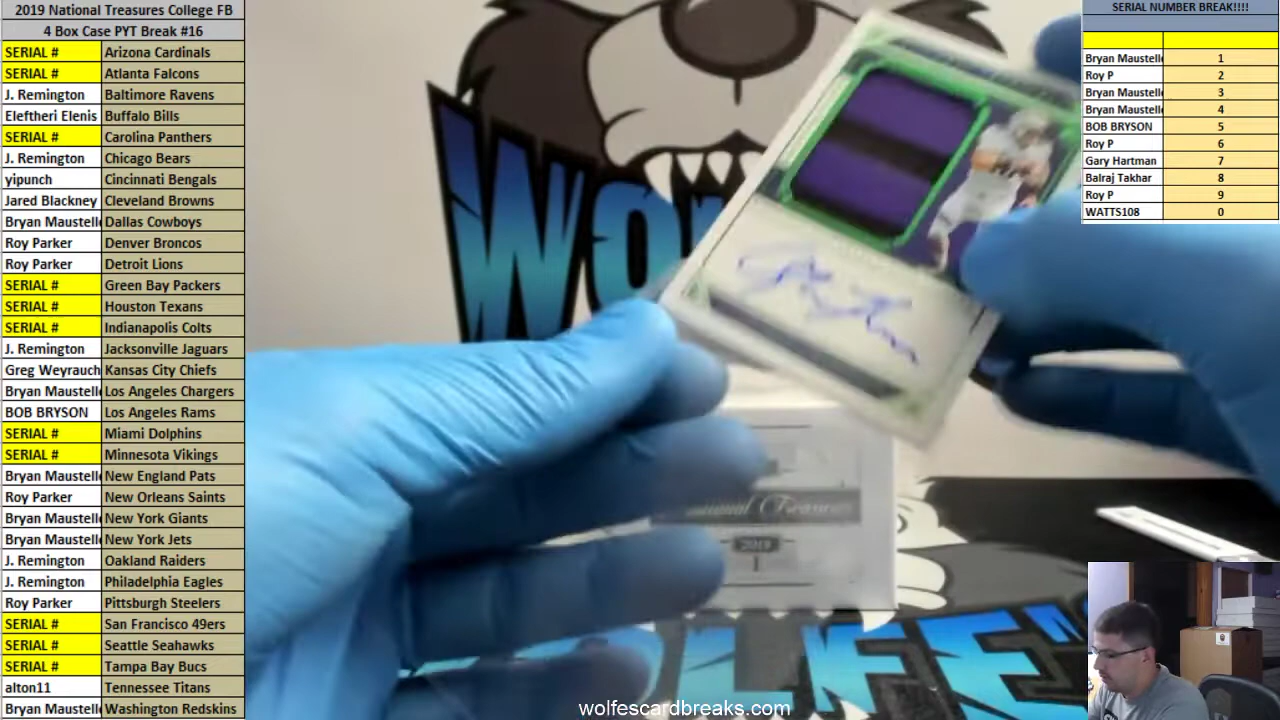 2019 National Treasures College FB
4 Box Case PYT Break #16
SERIAL # Arizona Cardinals
SERIAL # Atlanta Falcons
J. Remington Baltimore Ravens
Eleftheri Elenis Buffalo Bills
SERIAL # Carolina Panthers
J. Remington Chicago Bears
yipunch Cincinnati Bengals
Jared Blackney Cleveland Browns
Bryan Maustell Dallas Cowboys
Roy Parker Denver Broncos
Roy Parker Detroit Lions
SERIAL # Green Bay Packers
SERIAL # Houston Texans
SERIAL # Indianapolis Colts
J. Remington Jacksonville Jaguars
Greg Weyrauch Kansas City Chiefs
Bryan Maustell Los Angeles Chargers
BOB BRYSON Los Angeles Rams
SERIAL # Miami Dolphins
SERIAL # Minnesota Vikings
Bryan Maustell New England Pats
Roy Parker New Orleans Saints
Bryan Maustell New York Giants
Bryan Maustell New York Jets
J. Remington Oakland Raiders
J. Remington Philadelphia Eagles
Roy Parker Pittsburgh Steelers
SERIAL # San Francisco 49ers
SERIAL # Seattle Seahawks
SERIAL # Tampa Bay Bucs
alton11 Tennessee Titans
Bryan Maustell Washington Redskins
SERIAL NUMBER BREAK!!!!
Bryan Maustell 1
Roy P 2
Bryan Maustell 3
Bryan Maustell 4
BOB BRYSON 5
Roy P 6
Gary Hartman 7
Balraj Takhar 8
Roy P 9
WATTS108 0
Treasures
2019
wolfescardbreaks.com